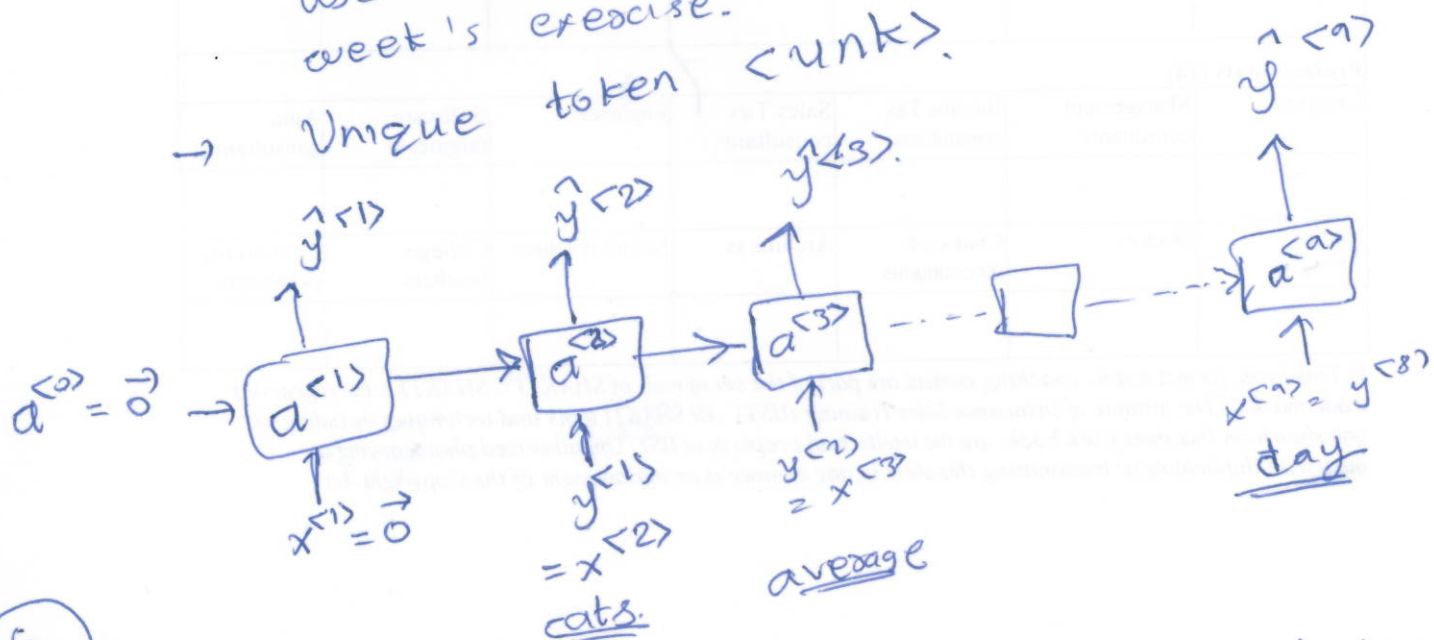 week's exercise.
→ Unique token <unk>.
ŷ<1> ŷ<2> ŷ<3>. ŷ<9>
a<0> = 0⃗ → a<1> a<2> a<3> a<9>
x<1> = 0⃗ y<1> = x<2> y<2> = x<3> x<9> = y<8>
cats. average day